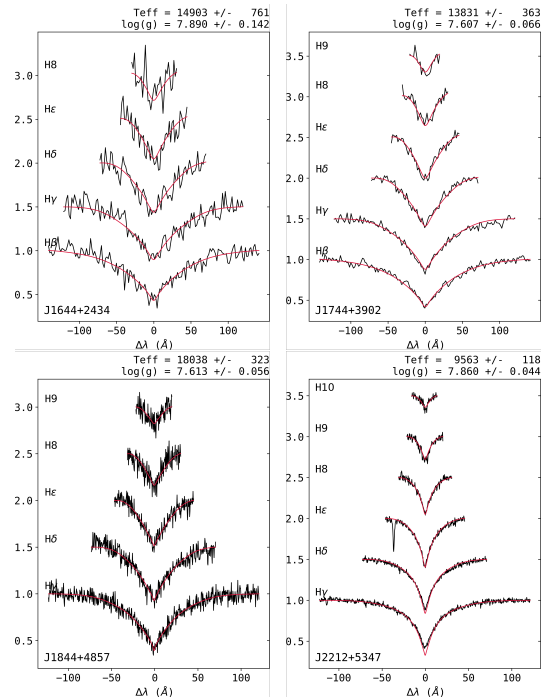 Teff = 14903 +/-   761
log(g) = 7.890 +/- 0.142
H8
Hε
Hδ
Hγ
Hβ
3.0
2.5
2.0
1.5
1.0
0.5
J1644+2434
−100 −50 0 50 100
Δλ (Å)
Teff = 13831 +/-   363
log(g) = 7.607 +/- 0.066
H9
H8
Hε
Hδ
Hγ
Hβ
3.5
3.0
2.5
2.0
1.5
1.0
0.5
J1744+3902
−100 −50 0 50 100
Δλ (Å)
Teff = 18038 +/-   323
log(g) = 7.613 +/- 0.056
H9
H8
Hε
Hδ
3.0
2.5
2.0
1.5
1.0
0.5
J1844+4857
−100 −50 0 50 100
Δλ (Å)
Teff =  9563 +/-   118
log(g) = 7.860 +/- 0.044
H10
H9
H8
Hε
Hδ
Hγ
3.5
3.0
2.5
2.0
1.5
1.0
0.5
J2212+5347
−100 −50 0 50 100
Δλ (Å)